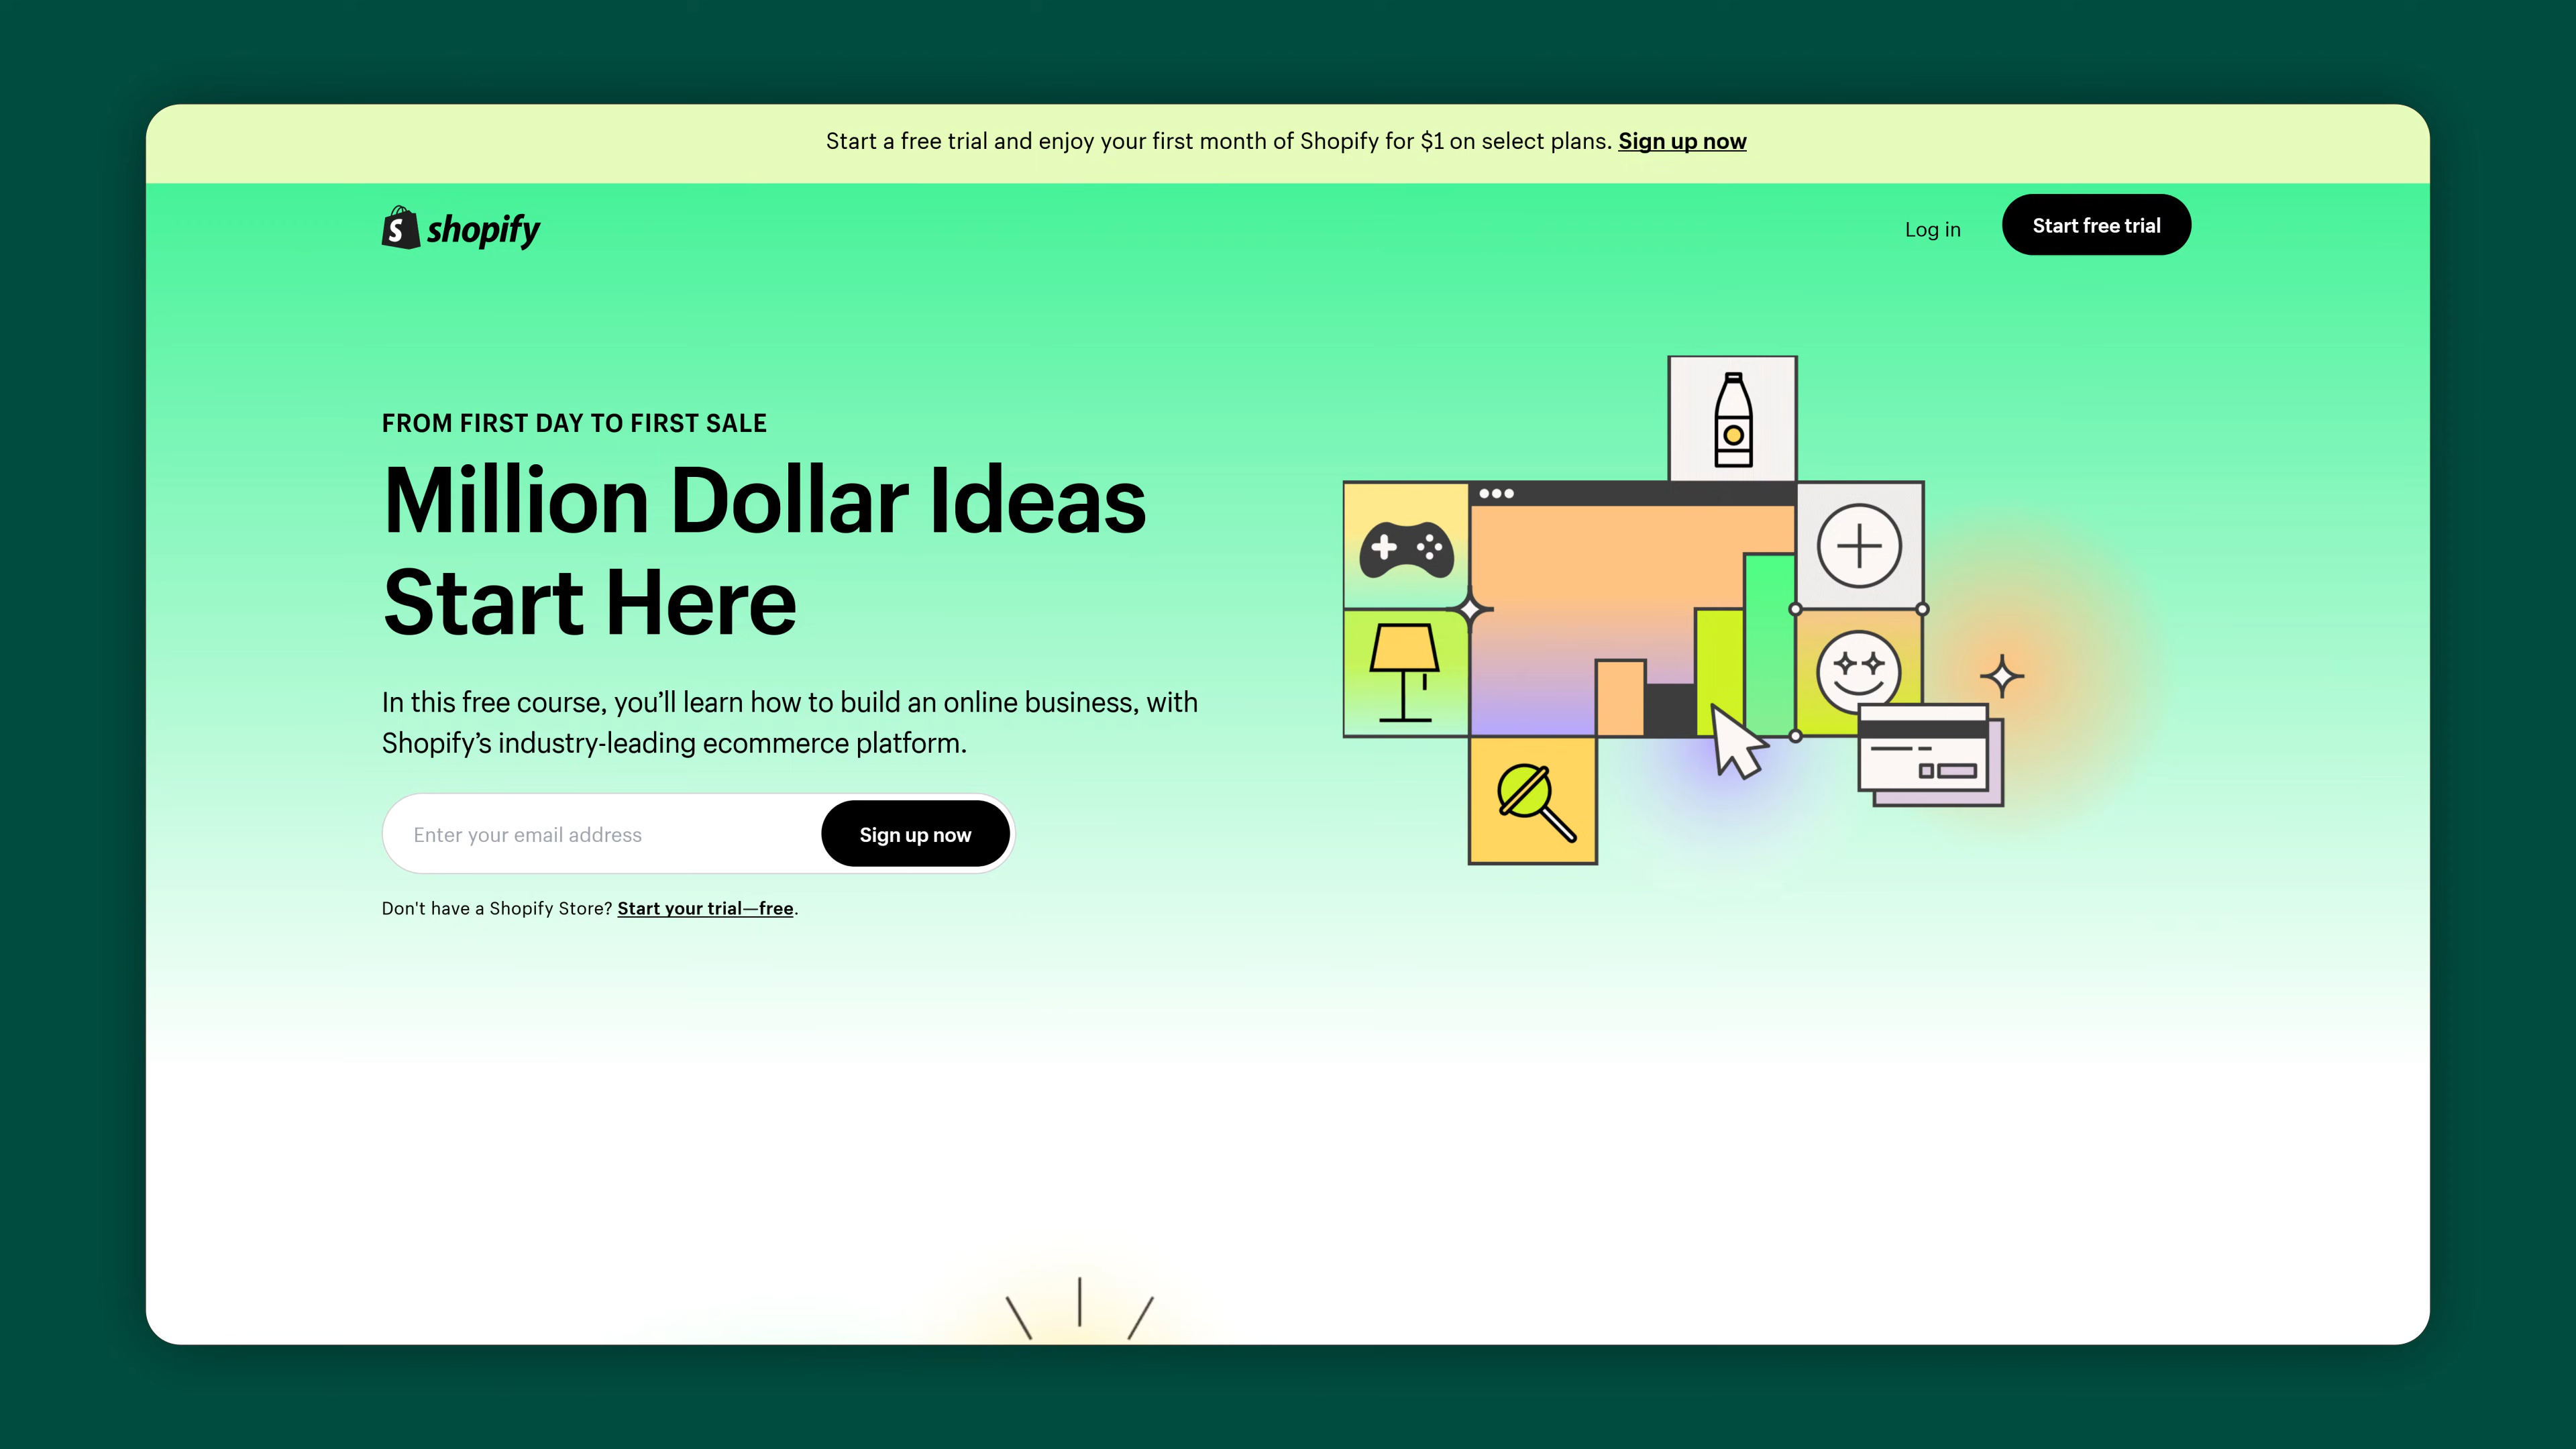 Start a free trial and enjoy your first month of Shopify for $1 on select plans. Sign up now
shopify
Log in
Start free trial
FROM FIRST DAY TO FIRST SALE
Million Dollar Ideas
Start Here
In this free course, you’ll learn how to build an online business, with
Shopify’s industry-leading ecommerce platform.
Enter your email address
Sign up now
Don't have a Shopify Store? Start your trial—free.